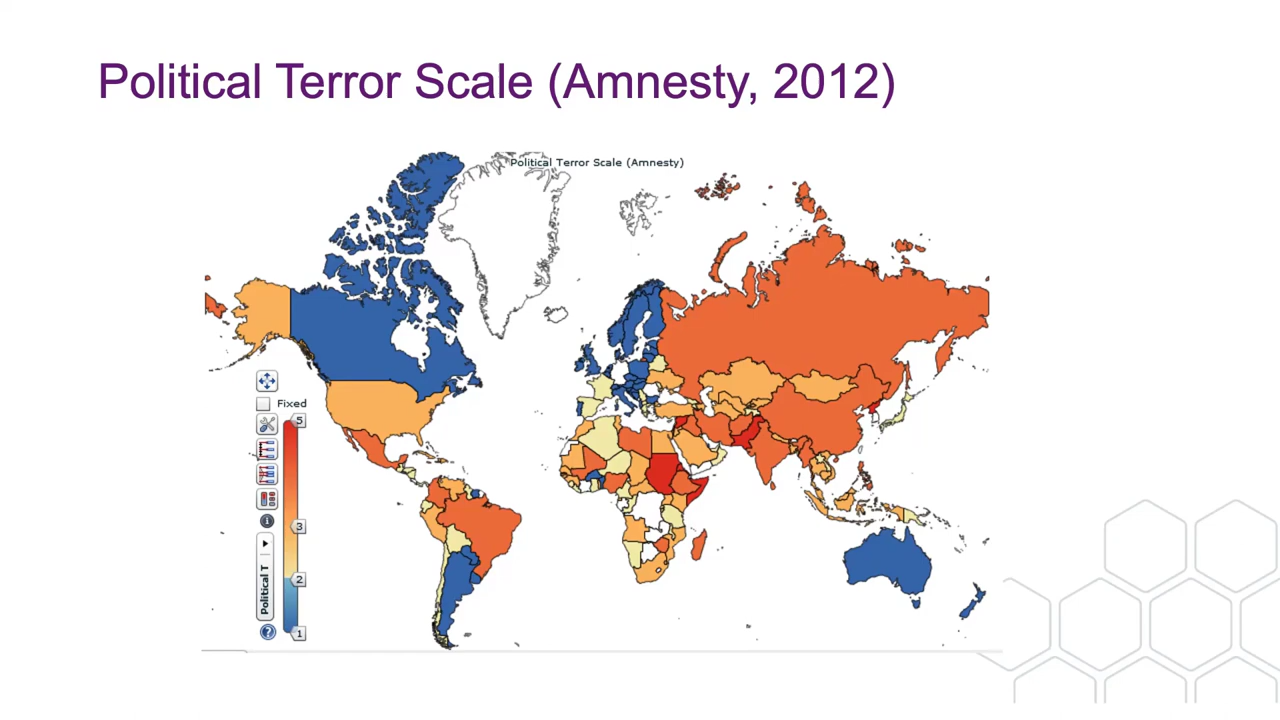 Political Terror Scale (Amnesty, 2012)
Political Terror Scale (Amnesty)
Fixed
5
3
2
1
Political T